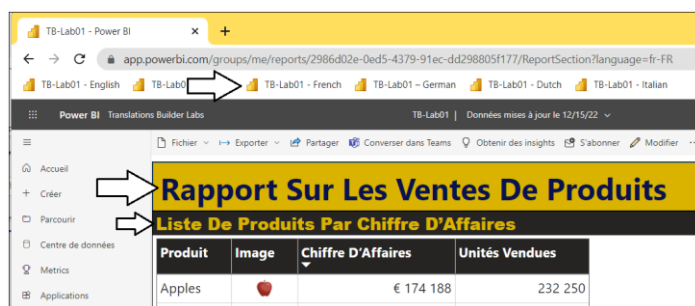 TB-Lab01 - Power BI
app.powerbi.com/groups/me/reports/2986d02e-0ed5-4379-91ec-dd298805f177/ReportSection?language=fr-FR
TB-Lab01 - English TB-Lab0 TB-Lab01 - French TB-Lab01 – German TB-Lab01 - Dutch TB-Lab01 - Italian
Power BI Translations Builder Labs TB-Lab01 | Données mises à jour le 12/15/22
Fichier Exporter Partager Converser dans Teams Obtenir des insights S'abonner Modifier ...
Accueil
Créer
Parcourir
Centre de données
Metrics
Applications
Rapport Sur Les Ventes De Produits
Liste De Produits Par Chiffre D'Affaires
Produit Image Chiffre D'Affaires Unités Vendues
Apples € 174 188 232 250